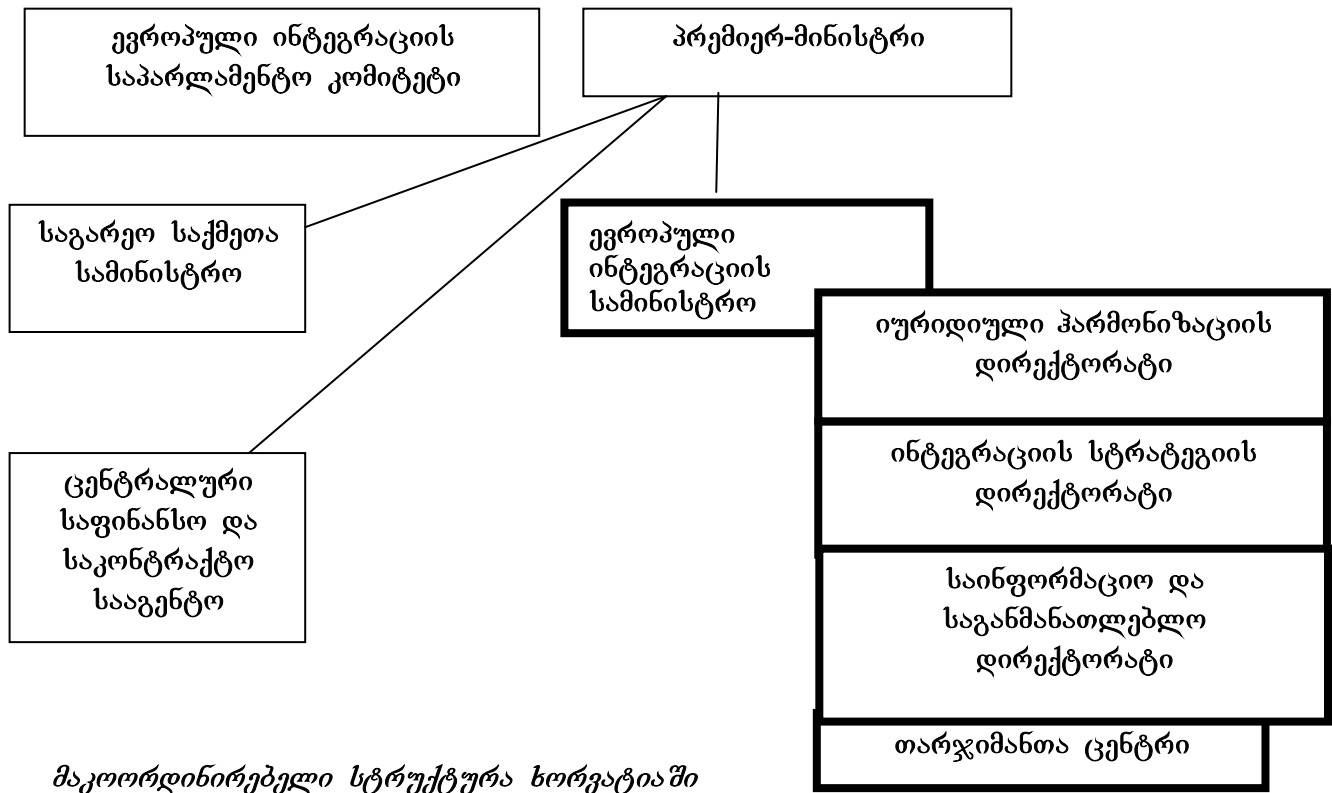 ევროპული ინტეგრაციის
საპარლამენტო კომიტეტი
პრემიერ-მინისტრი
საგარეო საქმეთა
სამინისტრო
ევროპული
ინტეგრაციის
სამინისტრო
იურიდიული ჰარმონიზაციის
დირექტორატი
ინტეგრაციის სტრატეგიის
დირექტორატი
ცენტრალური
საფინანსო და
საკონტრაქტო
სააგენტო
საინფორმაციო და
საგანმანათლებლო
დირექტორატი
თარჯიმანთა ცენტრი
მაკოორდინირებელი სტრუქტურა ხორვატიაში